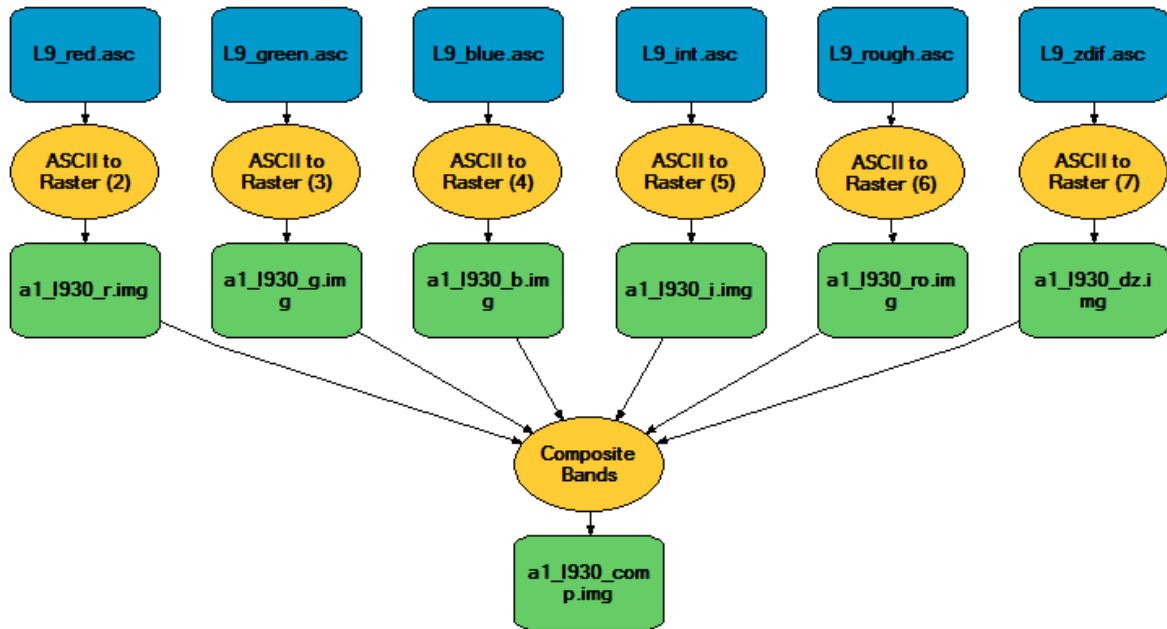 L9_red.asc
L9_green.asc
L9_blue.asc
L9_int.asc
L9_rough.asc
L9_zdif.asc
ASCII to
Raster (2)
ASCII to
Raster (3)
ASCII to
Raster (4)
ASCII to
Raster (5)
ASCII to
Raster (6)
ASCII to
Raster (7)
a1_l930_r.img
a1_l930_g.im
g
a1_l930_b.im
g
a1_l930_i.img
a1_l930_ro.im
g
a1_l930_dz.i
mg
Composite
Bands
a1_l930_com
p.img